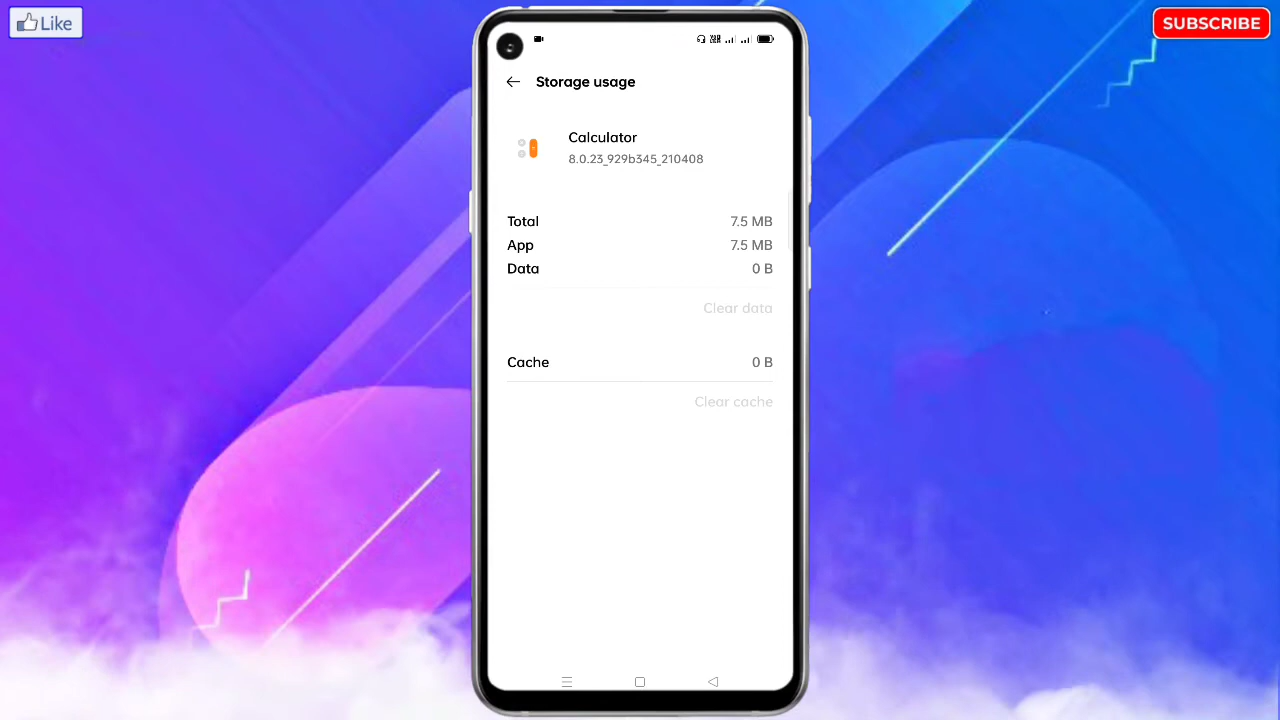 Like
SUBSCRIBE
Storage usage
Calculator
8.0.23_929b345_210408
Total 7.5 MB
App 7.5 MB
Data 0 B
Clear data
Cache 0 B
Clear cache